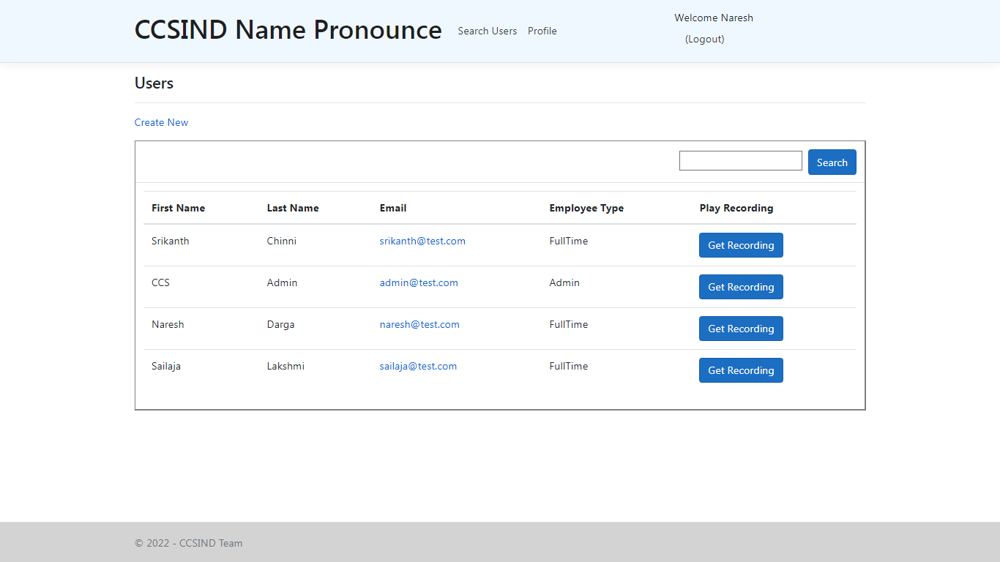 CCSIND Name Pronounce Search Users Profile Welcome Naresh
(Logout)
Users
Create New
Search
First Name Last Name Email Employee Type Play Recording
Srikanth Chinni srikanth@test.com FullTime Get Recording
CCS Admin admin@test.com Admin Get Recording
Naresh Darga naresh@test.com FullTime Get Recording
Sailaja Lakshmi sailaja@test.com FullTime Get Recording
© 2022 - CCSIND Team